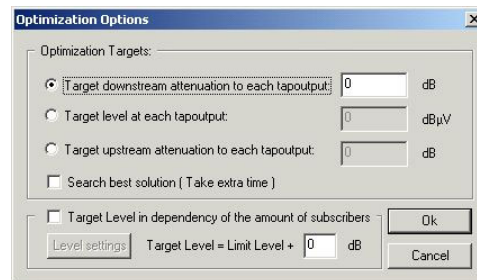 Optimization Options
Optimization Targets:
Target downstream attenuation to each tapoutput: 0 dB
Target level at each tapoutput: 0 dBµV
Target upstream attenuation to each tapoutput: 0 dB
Search best solution ( Take extra time )
Target Level in dependency of the amount of subscribers
Ok
Level settings Target Level = Limit Level + 0 dB
Cancel